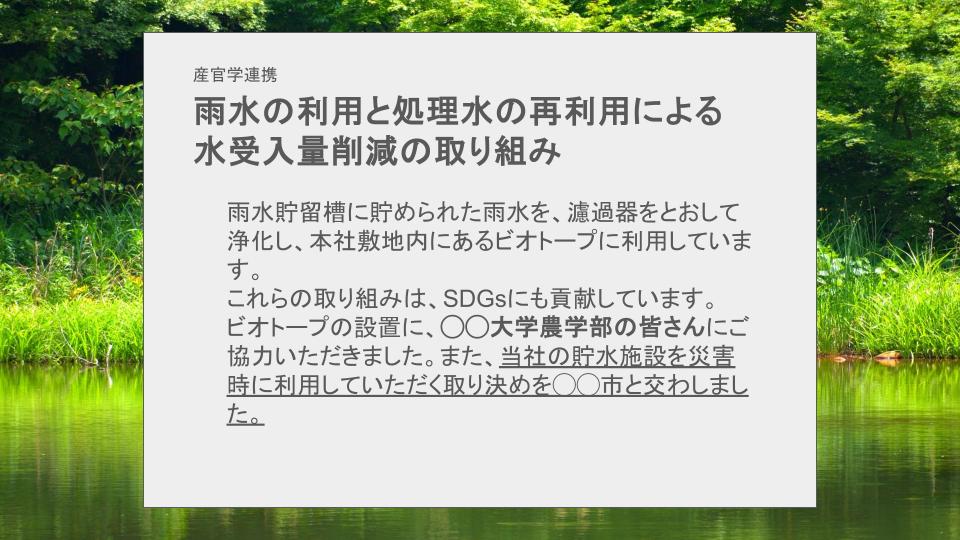 産官学連携
雨水の利用と処理水の再利用による
水受入量削減の取り組み
雨水貯留槽に貯められた雨水を、濾過器をとおして
浄化し、本社敷地内にあるビオトープに利用していま
す。
これらの取り組みは、SDGsにも貢献しています。
ビオトープの設置に、◯◯大学農学部の皆さんにご
協力いただきました。また、当社の貯水施設を災害
時に利用していただく取り決めを◯◯市と交わしまし
た。